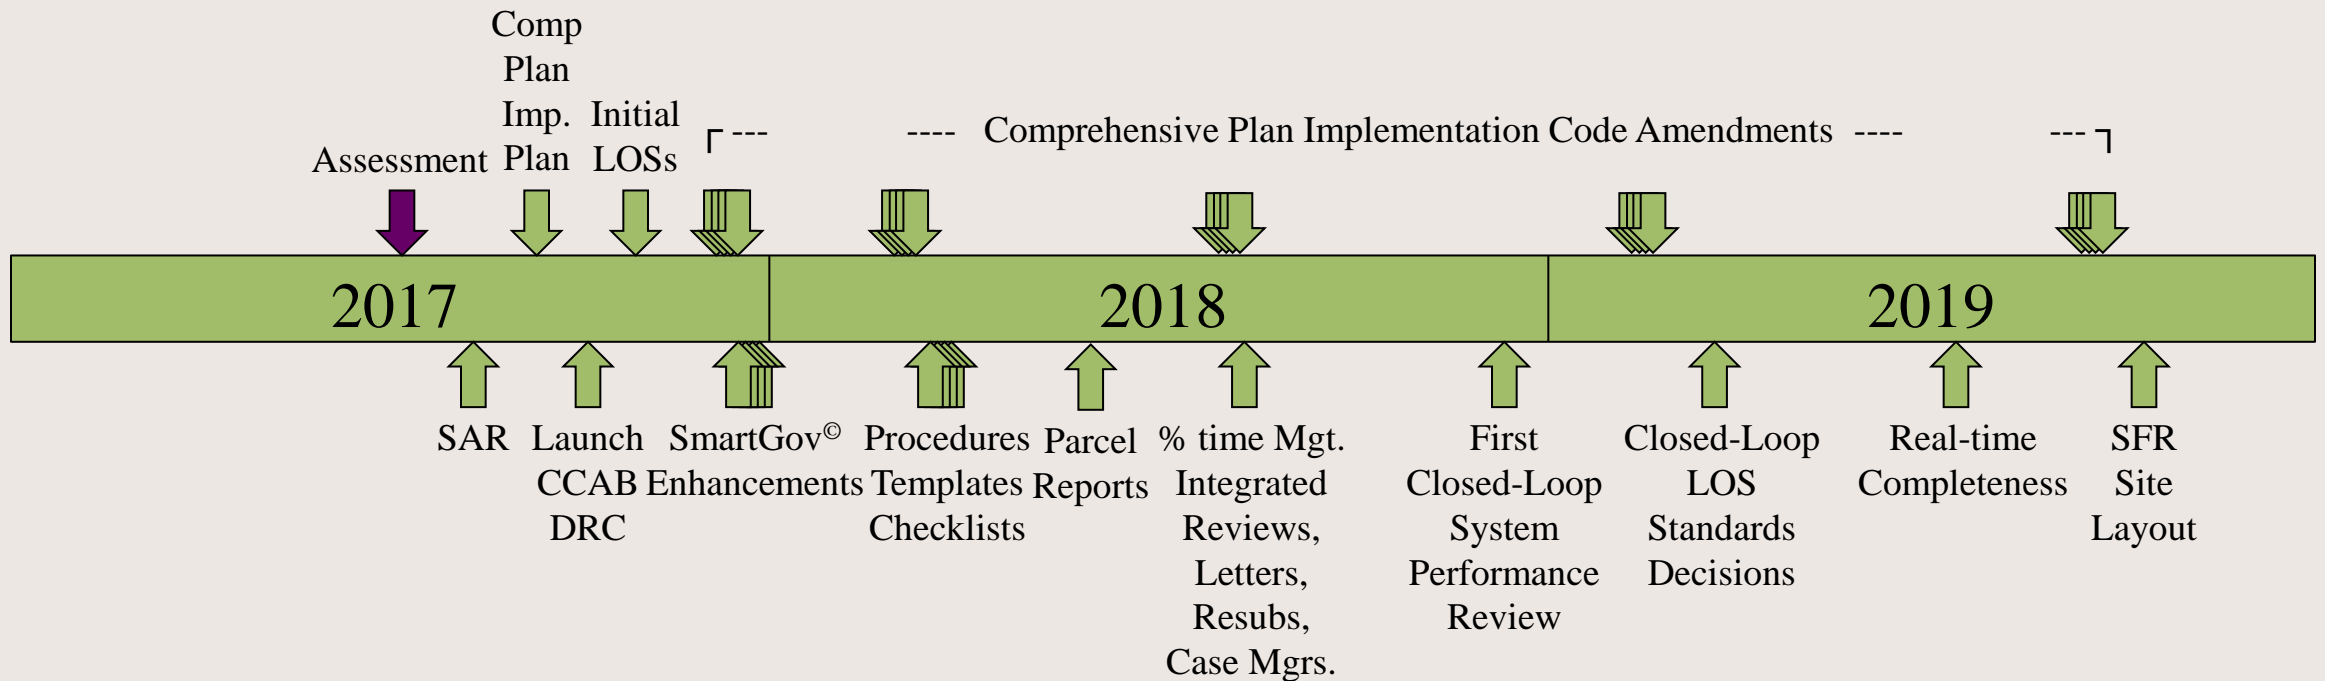 Comp
Plan
Imp.
Plan
Assessment
Initial
LOSs
┌ --- ---- Comprehensive Plan Implementation Code Amendments ---- --- ┐
2017
2018
2019
SAR
Launch
CCAB
DRC
SmartGov©
Enhancements
Procedures
Templates
Checklists
Parcel
Reports
% time Mgt.
Integrated
Reviews,
Letters,
Resubs,
Case Mgrs.
First
Closed-Loop
System
Performance
Review
Closed-Loop
LOS
Standards
Decisions
Real-time
Completeness
SFR
Site
Layout